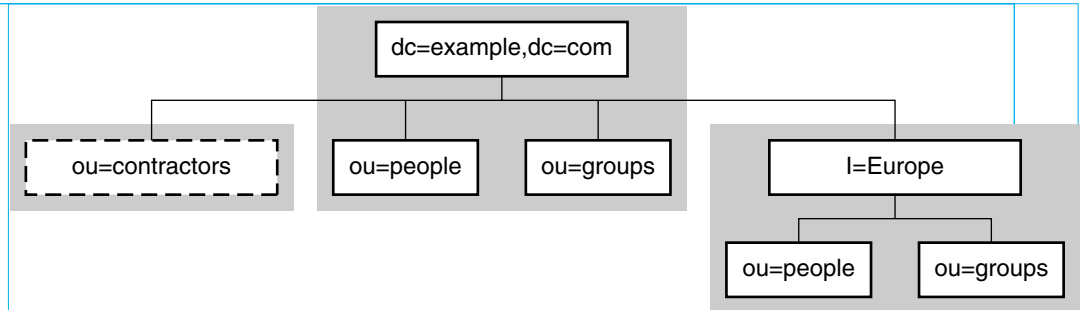 dc=example,dc=com
ou=contractors
ou=people
ou=groups
l=Europe
ou=people
ou=groups